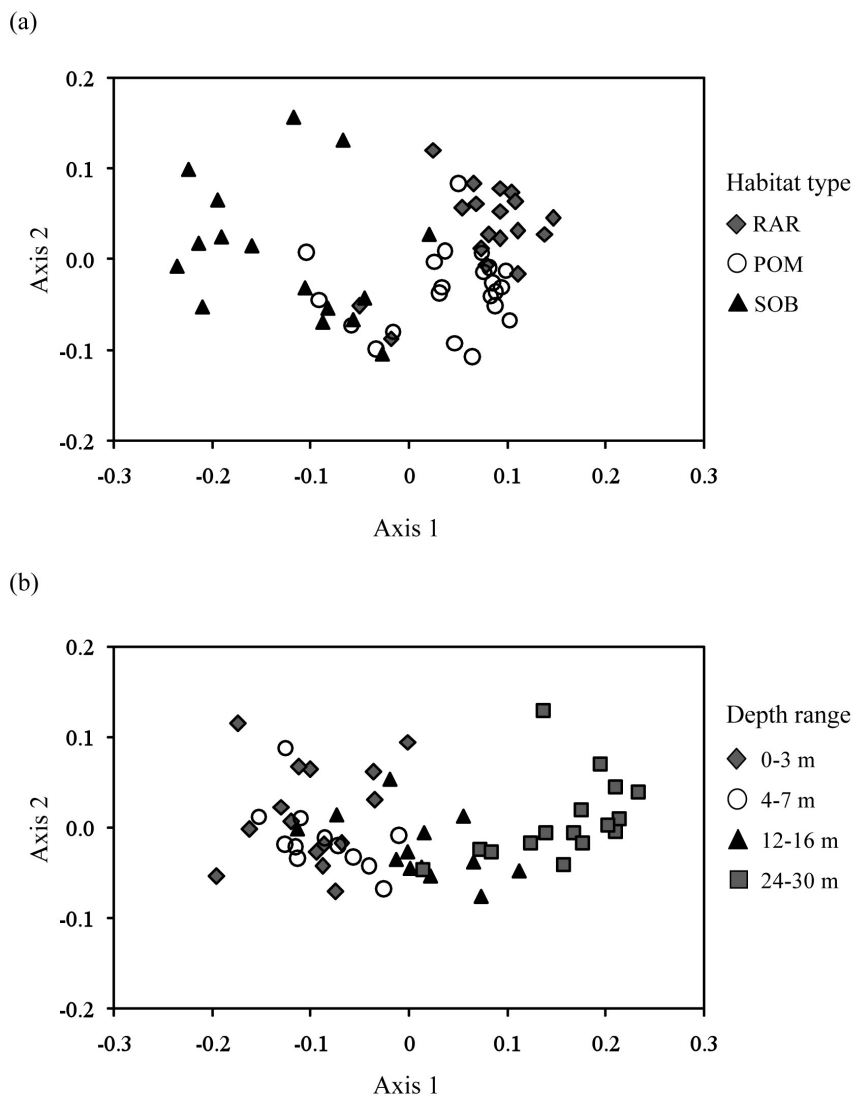 (a)
0.2
0.1
0.0
-0.1
-0.2
Axis 2
-0.3 -0.2 -0.1 0 0.1 0.2 0.3
Axis 1
Habitat type
RAR
POM
SOB
(b)
0.2
0.1
0.0
-0.1
-0.2
Axis 2
-0.3 -0.2 -0.1 0 0.1 0.2 0.3
Axis 1
Depth range
0-3 m
4-7 m
12-16 m
24-30 m